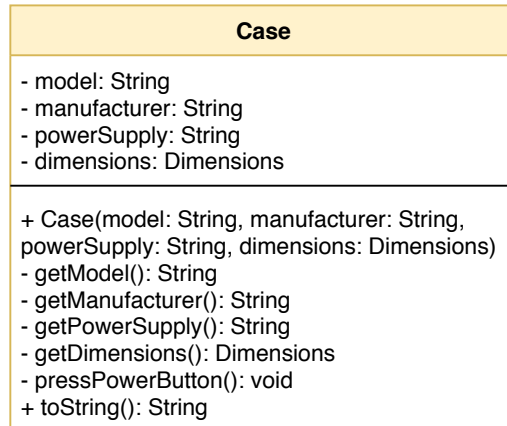 Case
- model: String
- manufacturer: String
- powerSupply: String
- dimensions: Dimensions
+ Case(model: String, manufacturer: String,
powerSupply: String, dimensions: Dimensions)
- getModel(): String
- getManufacturer(): String
- getPowerSupply(): String
- getDimensions(): Dimensions
- pressPowerButton(): void
+ toString(): String